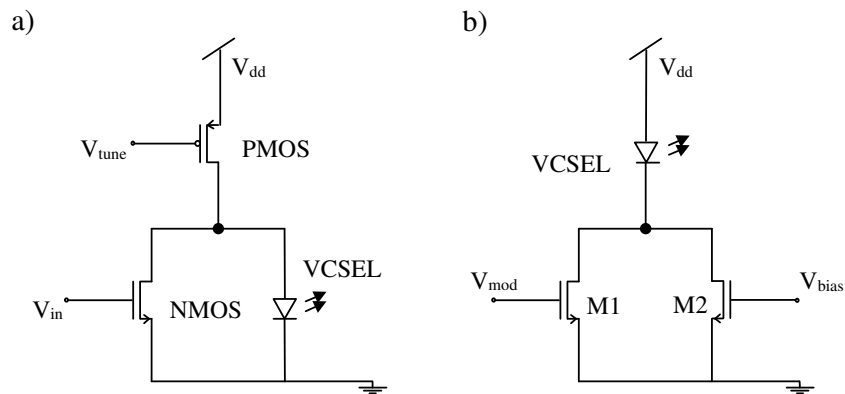 a)
b)
Vdd
Vdd
Vtune
PMOS
VCSEL
VCSEL
Vin
NMOS
Vmod
M1
M2
Vbias